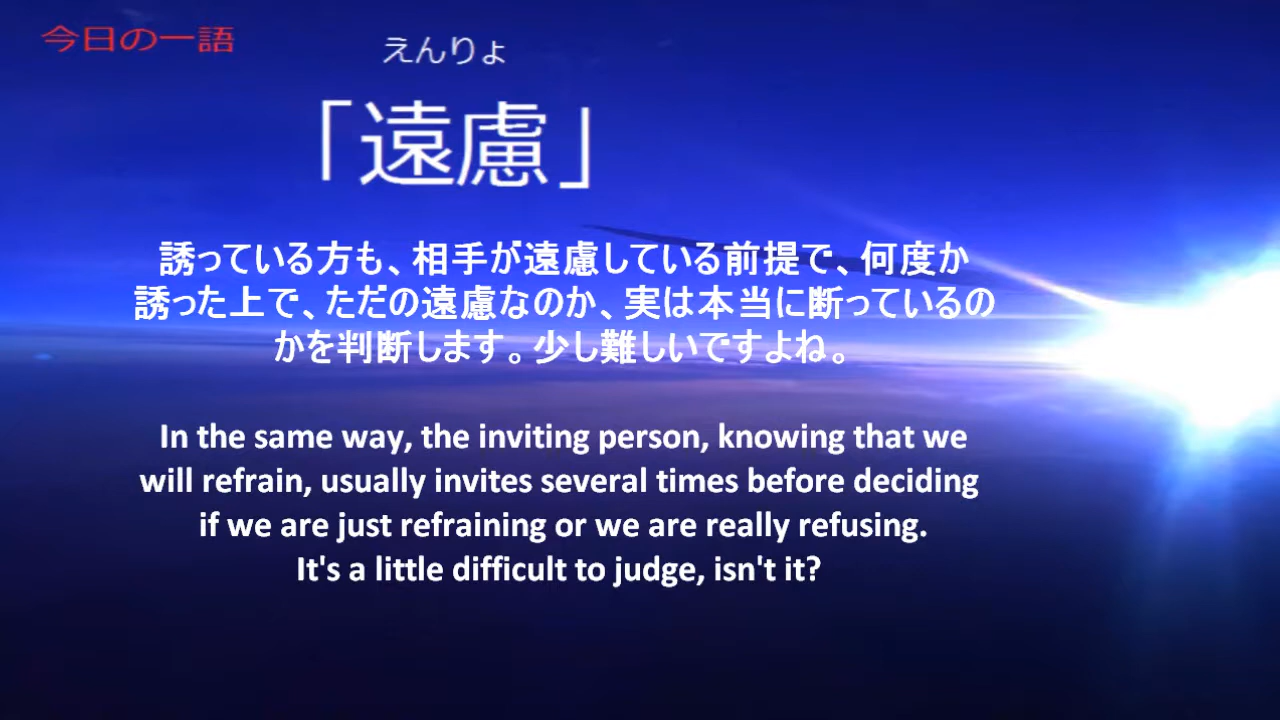 今日の一語
えんりょ
「遠慮」
誘っている方も、相手が遠慮している前提で、何度か
誘った上で、ただの遠慮なのか、実は本当に断っているの
かを判断します。少し難しいですよね。
In the same way, the inviting person, knowing that we
will refrain, usually invites several times before deciding
if we are just refraining or we are really refusing.
It's a little difficult to judge, isn't it?